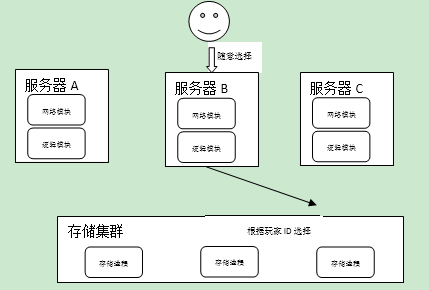 随意选择
服务器 A
网络模块
逻辑模块
服务器 B
网络模块
逻辑模块
服务器 C
网络模块
逻辑模块
存储集群
根据玩家 ID 选择
存储进程
存储进程
存储进程